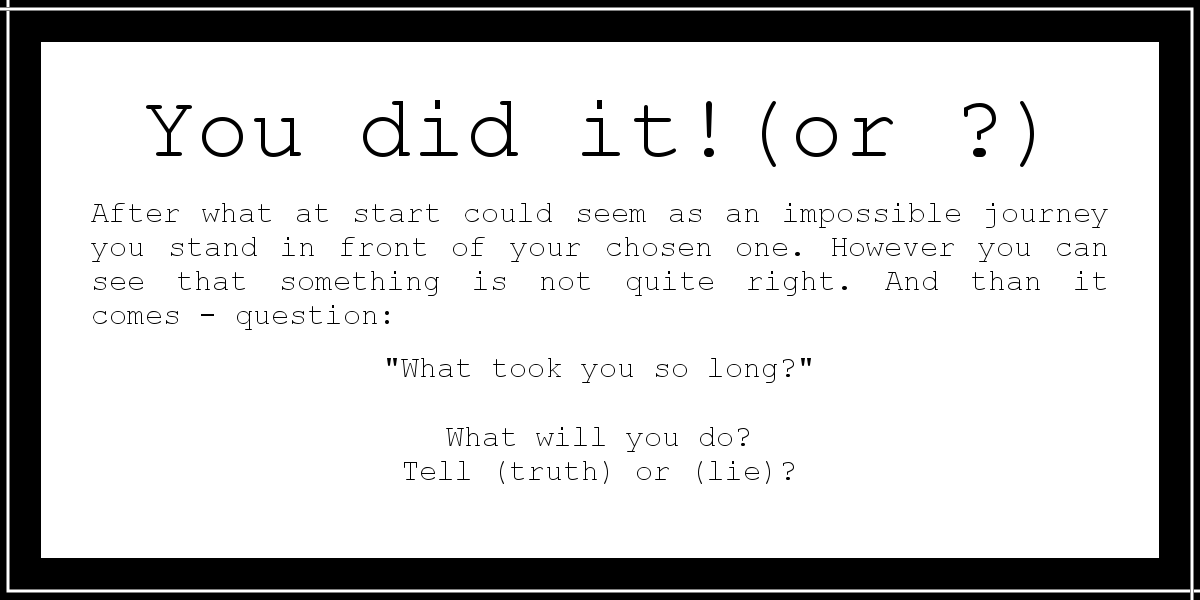 You did it!(or ?)
After what at start could seem as an impossible journey
you stand in front of your chosen one. However you can
see that something is not quite right. And than it
comes - question:
"What took you so long?"
What will you do?
Tell (truth) or (lie)?